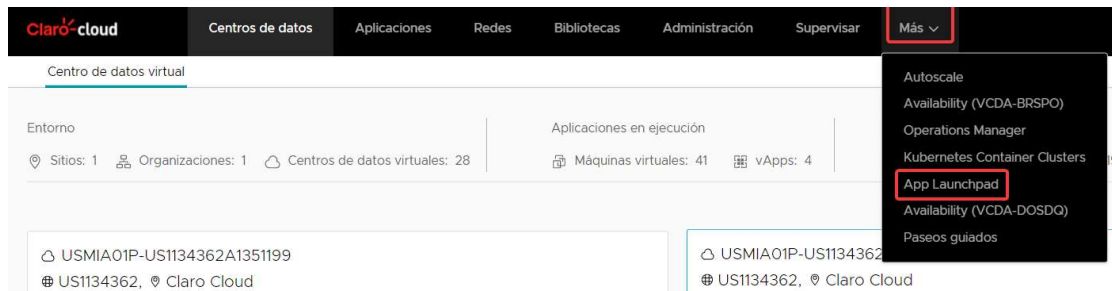 Claro-cloud Centros de datos Aplicaciones Redes Bibliotecas Administración Supervisar Más
Centro de datos virtual
Autoscale
Availability (VCDA-BRSPO)
Operations Manager
Kubernetes Container Clusters
App Launchpad
Availability (VCDA-DOSDQ)
Paseos guiados
Entorno
Sitios: 1 Organizaciones: 1 Centros de datos virtuales: 28
Aplicaciones en ejecución
Máquinas virtuales: 41 vApps: 4
USMIA01P-US1134362A1351199
US1134362, Claro Cloud
USMIA01P-US1134362
US1134362, Claro Cloud